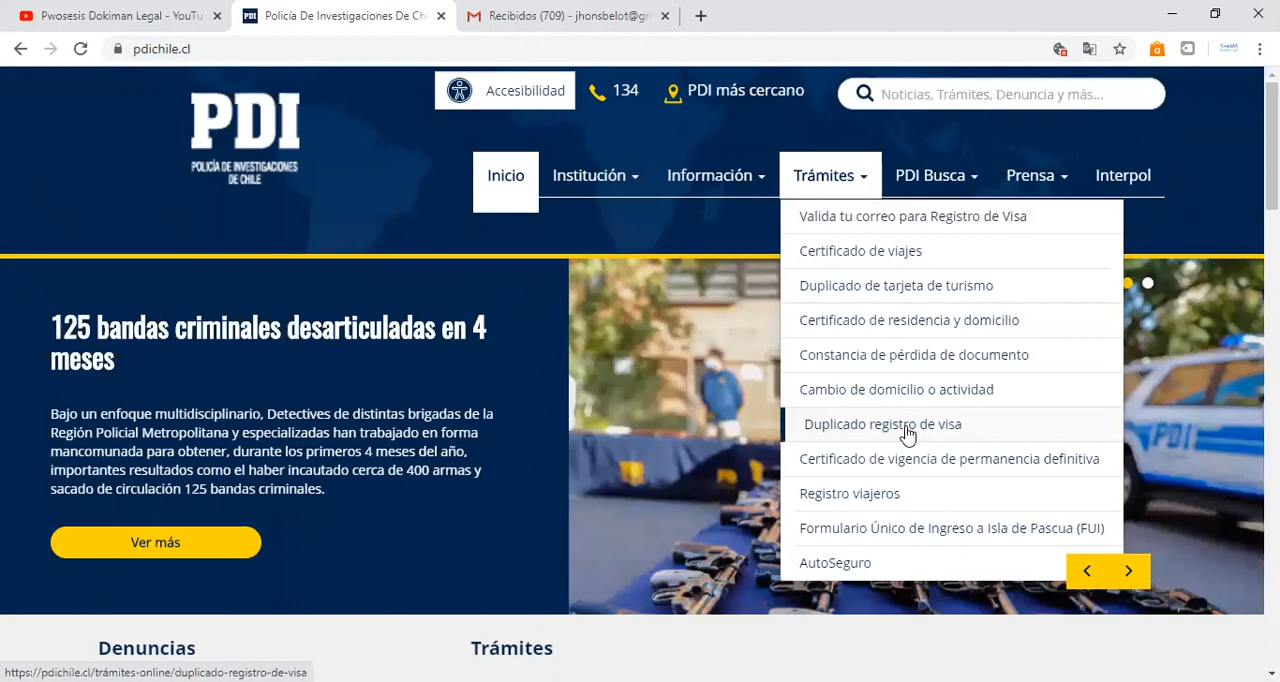 Pwosesis Dokiman Legal - YouTu
Policía De Investigaciones De Ch
Recibidos (709) - jhonsbelot@gm
pdichile.cl
Accesibilidad
134
PDI más cercano
Noticias, Trámites, Denuncia y más...
PDI
POLICÍA DE INVESTIGACIONES
DE CHILE
Inicio
Institución
Información
Trámites
PDI Busca
Prensa
Interpol
Valida tu correo para Registro de Visa
Certificado de viajes
Duplicado de tarjeta de turismo
Certificado de residencia y domicilio
Constancia de pérdida de documento
Cambio de domicilio o actividad
Duplicado registro de visa
Certificado de vigencia de permanencia definitiva
Registro viajeros
Formulario Único de Ingreso a Isla de Pascua (FUI)
AutoSeguro
125 bandas criminales desarticuladas en 4
meses
Bajo un enfoque multidisciplinario, Detectives de distintas brigadas de la
Región Policial Metropolitana y especializadas han trabajado en forma
mancomunada para obtener, durante los primeros 4 meses del año,
importantes resultados como el haber incautado cerca de 400 armas y
sacado de circulación 125 bandas criminales.
Ver más
PDI
Denuncias
Trámites
https://pdichile.cl/trámites-online/duplicado-registro-de-visa